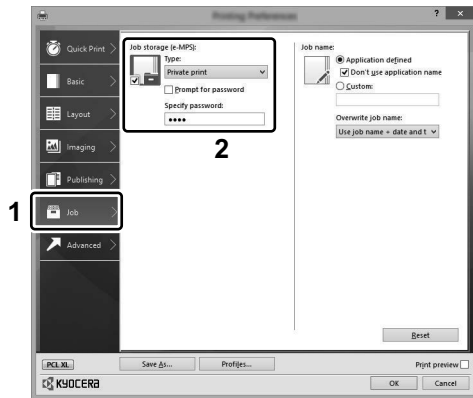 Printing Preferences
? ×
Quick Print
Basic
Layout
Imaging
Publishing
1
Job
Advanced
Job storage (e-MPS):
Type:
Private print
Prompt for password
Specify password:
••••
2
Job name:
Application defined
Don't use application name
Custom:
Overwrite job name:
Use job name + date and t
Reset
PCL XL
Save As...
Profiles...
Print preview
KYOCERA
OK
Cancel